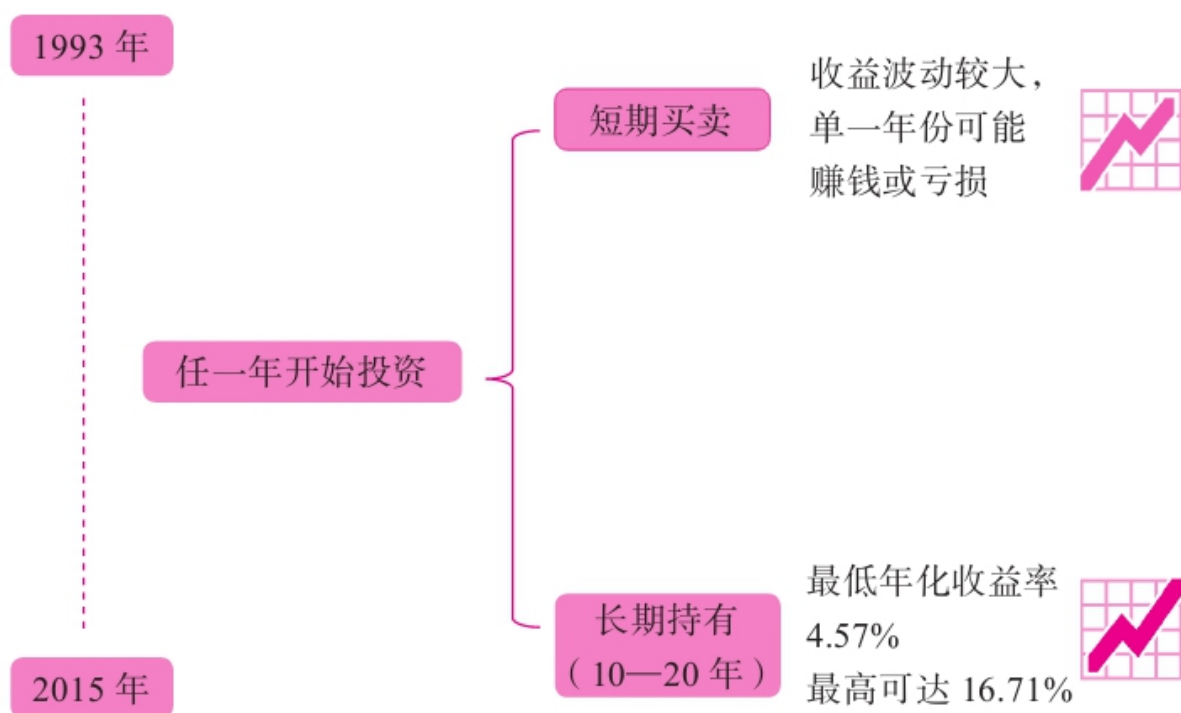 1993 年
短期买卖
收益波动较大，
单一年份可能
赚钱或亏损
任一年开始投资
长期持有
（10—20 年）
最低年化收益率
4.57%
最高可达 16.71%
2015 年